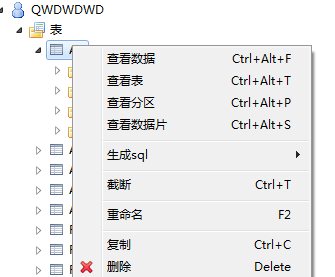 QWDWDWD
表
查看数据 Ctrl+Alt+F
查看表 Ctrl+Alt+T
查看分区 Ctrl+Alt+P
查看数据片 Ctrl+Alt+S
生成sql
截断 Ctrl+T
重命名 F2
复制 Ctrl+C
删除 Delete